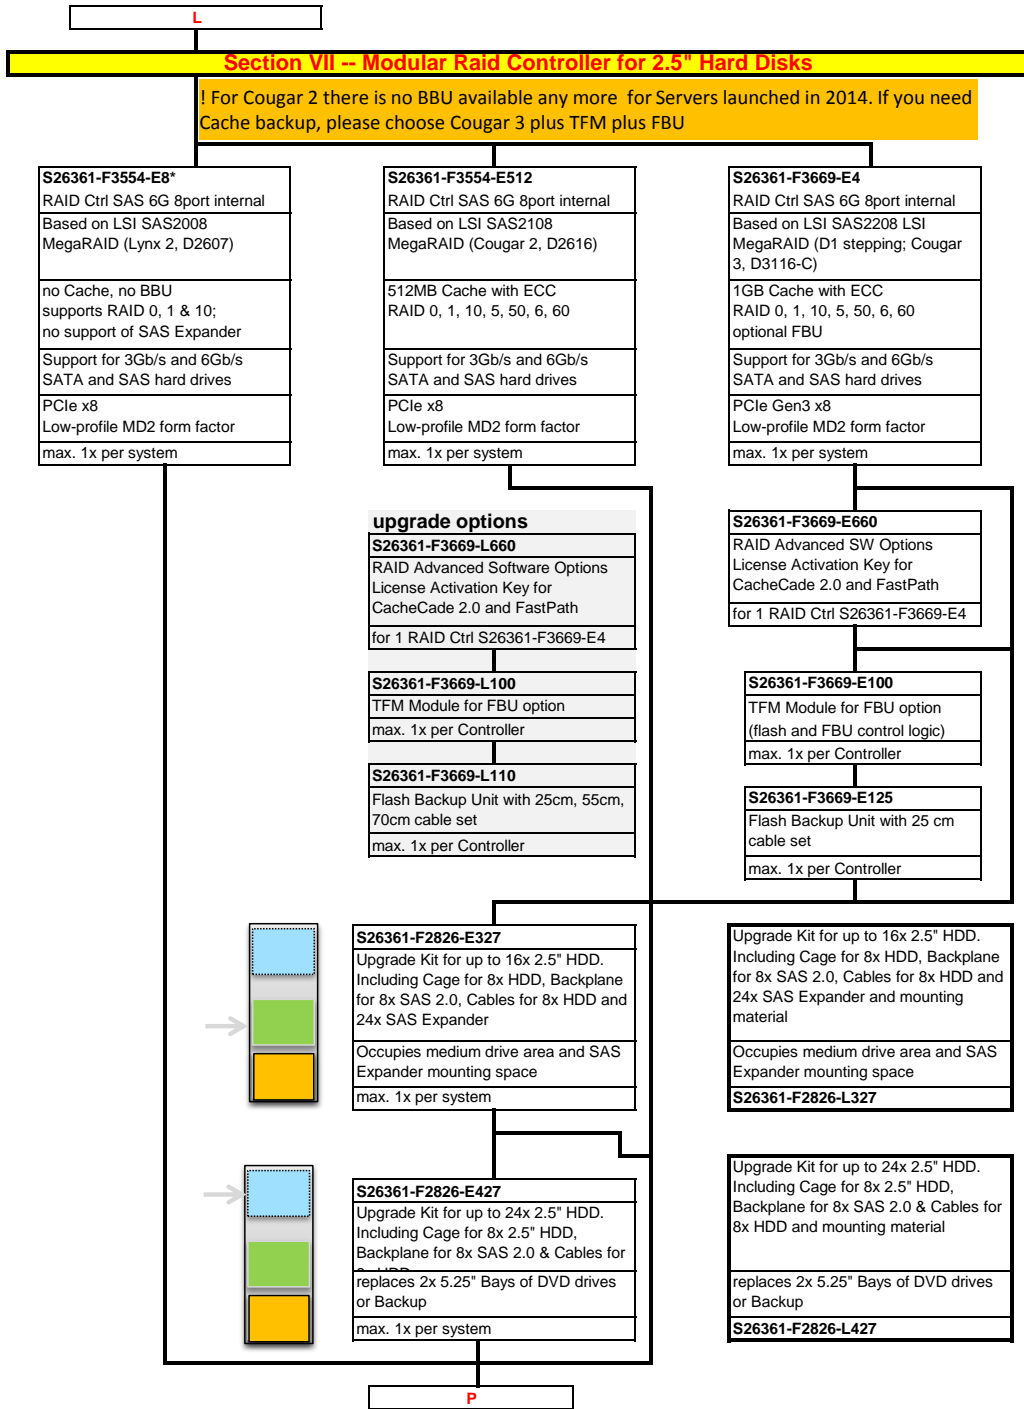 L
Section VII -- Modular Raid Controller for 2.5" Hard Disks
! For Cougar 2 there is no BBU available any more for Servers launched in 2014. If you need
Cache backup, please choose Cougar 3 plus TFM plus FBU
S26361-F3554-E8*
RAID Ctrl SAS 6G 8port internal
Based on LSI SAS2008
MegaRAID (Lynx 2, D2607)
no Cache, no BBU
supports RAID 0, 1 & 10;
no support of SAS Expander
Support for 3Gb/s and 6Gb/s
SATA and SAS hard drives
PCIe x8
Low-profile MD2 form factor
max. 1x per system
S26361-F3554-E512
RAID Ctrl SAS 6G 8port internal
Based on LSI SAS2108
MegaRAID (Cougar 2, D2616)
512MB Cache with ECC
RAID 0, 1, 10, 5, 50, 6, 60
Support for 3Gb/s and 6Gb/s
SATA and SAS hard drives
PCIe x8
Low-profile MD2 form factor
max. 1x per system
S26361-F3669-E4
RAID Ctrl SAS 6G 8port internal
Based on LSI SAS2208 LSI
MegaRAID (D1 stepping; Cougar
3, D3116-C)
1GB Cache with ECC
RAID 0, 1, 10, 5, 50, 6, 60
optional FBU
Support for 3Gb/s and 6Gb/s
SATA and SAS hard drives
PCIe Gen3 x8
Low-profile MD2 form factor
max. 1x per system
upgrade options
S26361-F3669-L660
RAID Advanced Software Options
License Activation Key for
CacheCade 2.0 and FastPath
for 1 RAID Ctrl S26361-F3669-E4
S26361-F3669-L100
TFM Module for FBU option
max. 1x per Controller
S26361-F3669-L110
Flash Backup Unit with 25cm, 55cm,
70cm cable set
max. 1x per Controller
S26361-F3669-E660
RAID Advanced SW Options
License Activation Key for
CacheCade 2.0 and FastPath
for 1 RAID Ctrl S26361-F3669-E4
S26361-F3669-E100
TFM Module for FBU option
(flash and FBU control logic)
max. 1x per Controller
S26361-F3669-E125
Flash Backup Unit with 25 cm
cable set
max. 1x per Controller
S26361-F2826-E327
Upgrade Kit for up to 16x 2.5" HDD.
Including Cage for 8x HDD, Backplane
for 8x SAS 2.0, Cables for 8x HDD and
24x SAS Expander
Occupies medium drive area and SAS
Expander mounting space
max. 1x per system
Upgrade Kit for up to 16x 2.5" HDD.
Including Cage for 8x HDD, Backplane
for 8x SAS 2.0, Cables for 8x HDD and
24x SAS Expander and mounting
material
Occupies medium drive area and SAS
Expander mounting space
S26361-F2826-L327
S26361-F2826-E427
Upgrade Kit for up to 24x 2.5" HDD.
Including Cage for 8x 2.5" HDD,
Backplane for 8x SAS 2.0 & Cables for
replaces 2x 5.25" Bays of DVD drives
or Backup
max. 1x per system
Upgrade Kit for up to 24x 2.5" HDD.
Including Cage for 8x 2.5" HDD,
Backplane for 8x SAS 2.0 & Cables for
8x HDD and mounting material
replaces 2x 5.25" Bays of DVD drives
or Backup
S26361-F2826-L427
P